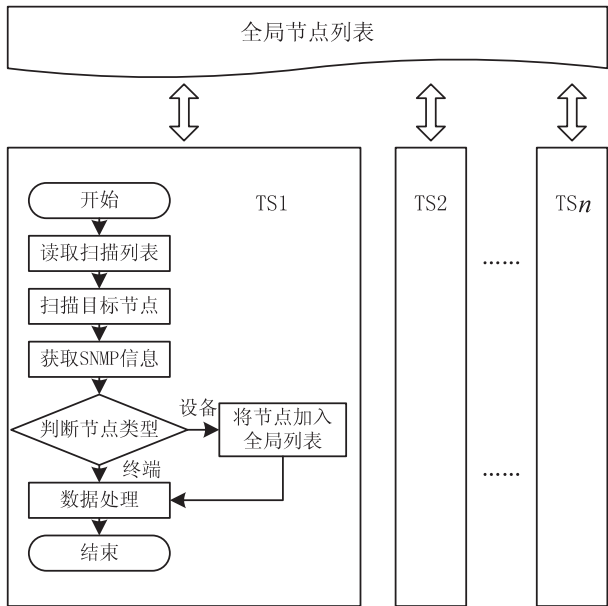 全局节点列表
TS1
TS2
TSn
开始
读取扫描列表
扫描目标节点
获取SNMP信息
判断节点类型
设备
将节点加入
全局列表
终端
数据处理
结束
……
……